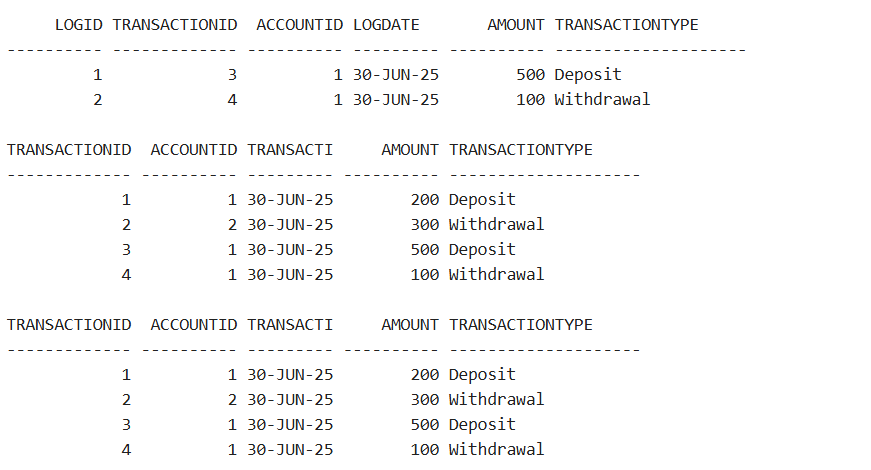 LOGID TRANSACTIONID  ACCOUNTID LOGDATE       AMOUNT TRANSACTIONTYPE
---------- ------------- ---------- --------- ---------- --------------------
         1             3          1 30-JUN-25        500 Deposit
         2             4          1 30-JUN-25        100 Withdrawal

TRANSACTIONID  ACCOUNTID TRANSACTI     AMOUNT TRANSACTIONTYPE
------------- ---------- --------- ---------- --------------------
            1          1 30-JUN-25        200 Deposit
            2          2 30-JUN-25        300 Withdrawal
            3          1 30-JUN-25        500 Deposit
            4          1 30-JUN-25        100 Withdrawal

TRANSACTIONID  ACCOUNTID TRANSACTI     AMOUNT TRANSACTIONTYPE
------------- ---------- --------- ---------- --------------------
            1          1 30-JUN-25        200 Deposit
            2          2 30-JUN-25        300 Withdrawal
            3          1 30-JUN-25        500 Deposit
            4          1 30-JUN-25        100 Withdrawal